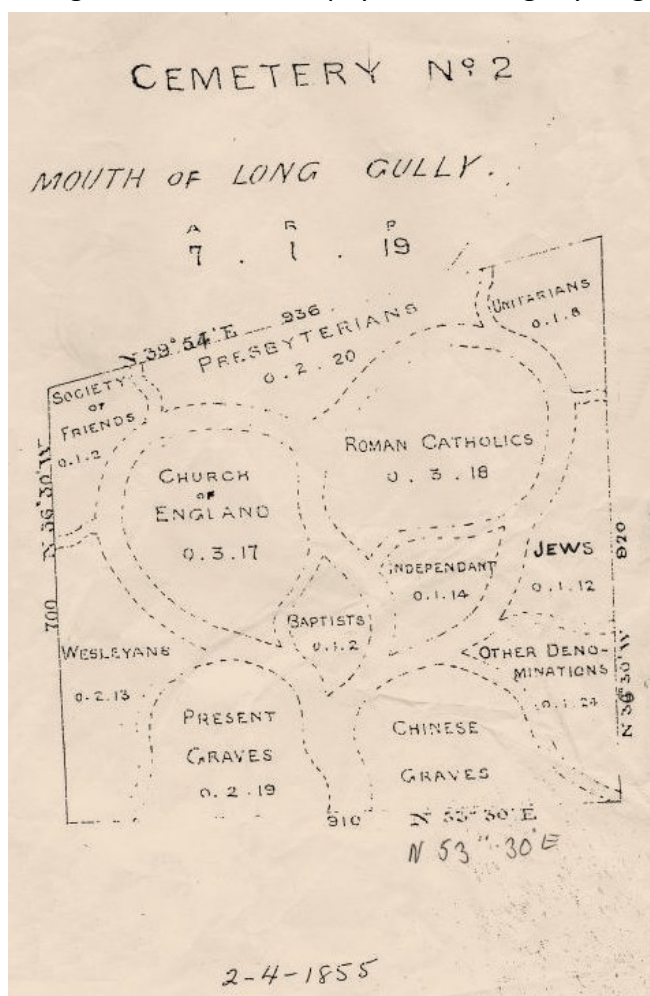 CEMETERY Nº 2
MOUTH OF LONG GULLY.
A R P
7 . 1 . 19
N 39° 54' E 936
PRESBYTERIANS
0 . 2 . 20
UNITARIANS
0.1.8
SOCIETY
OF
FRIENDS
0.1.2
N 36° 30' W
700
CHURCH
OF
ENGLAND
0.3.17
ROMAN CATHOLICS
0 . 3 . 18
INDEPENDANT
0.1.14
JEWS
0.1.12
920
BAPTISTS
0.1.2
WESLEYANS
0.2.13
OTHER DENO-
MINATIONS
0.1.24
N 36° 30' W
PRESENT
GRAVES
0.2.19
CHINESE
GRAVES
910
N 53° 30' E
N 53° 30' E
2-4-1855